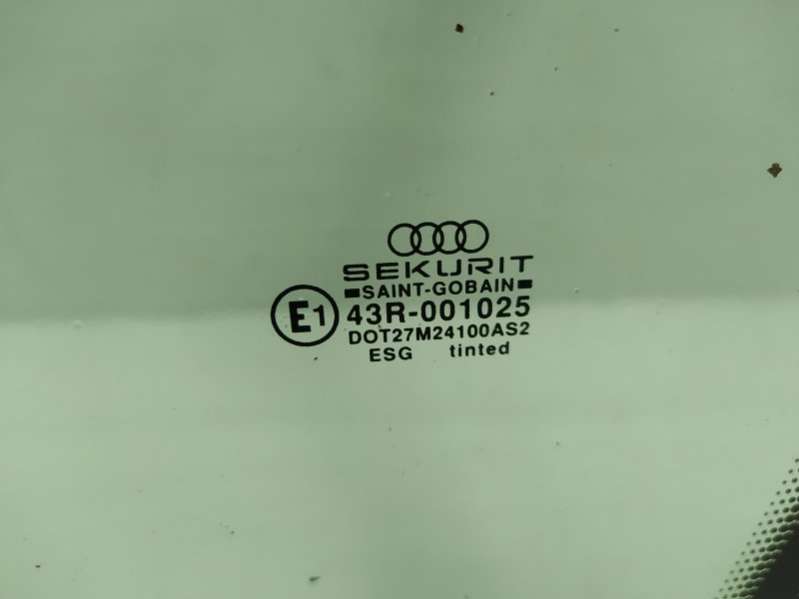 SEKURIT
SAINT-GOBAIN
E1 43R-001025
DOT27M24100AS2
ESG tinted